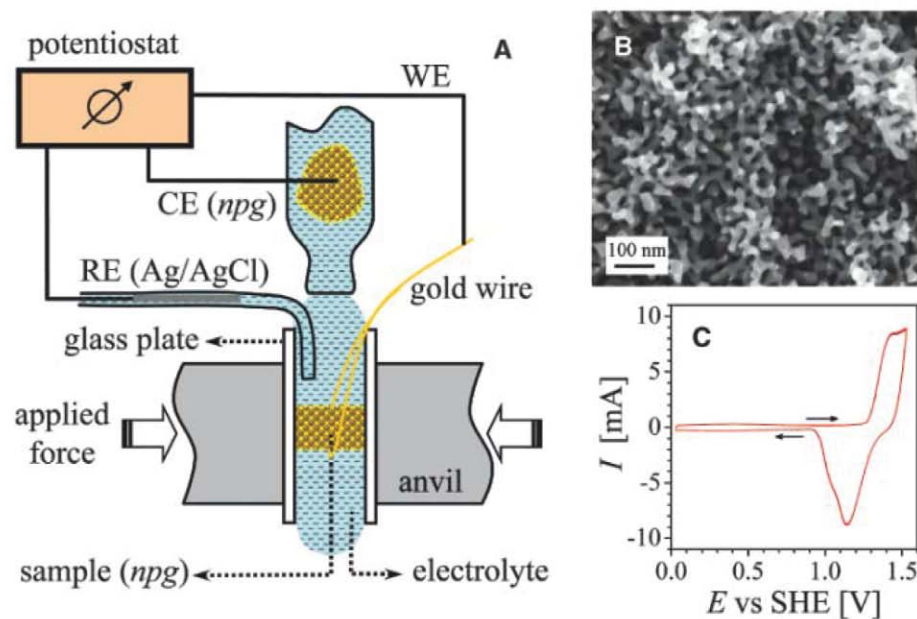 A
potentiostat
WE
CE (npg)
RE (Ag/AgCl)
gold wire
glass plate
applied
force
anvil
sample (npg)
electrolyte
B
100 nm
C
10
5
0
-5
-10
I [mA]
0.0
0.5
1.0
1.5
E vs SHE [V]